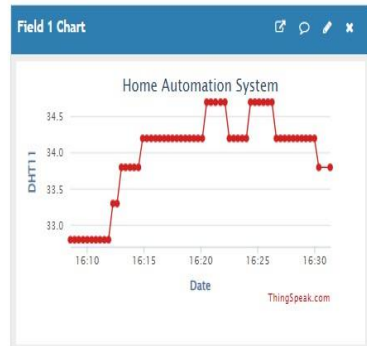 Field 1 Chart
Home Automation System
34.5
34.0
33.5
33.0
DHT11
16:10 16:15 16:20 16:25 16:30
Date
ThingSpeak.com